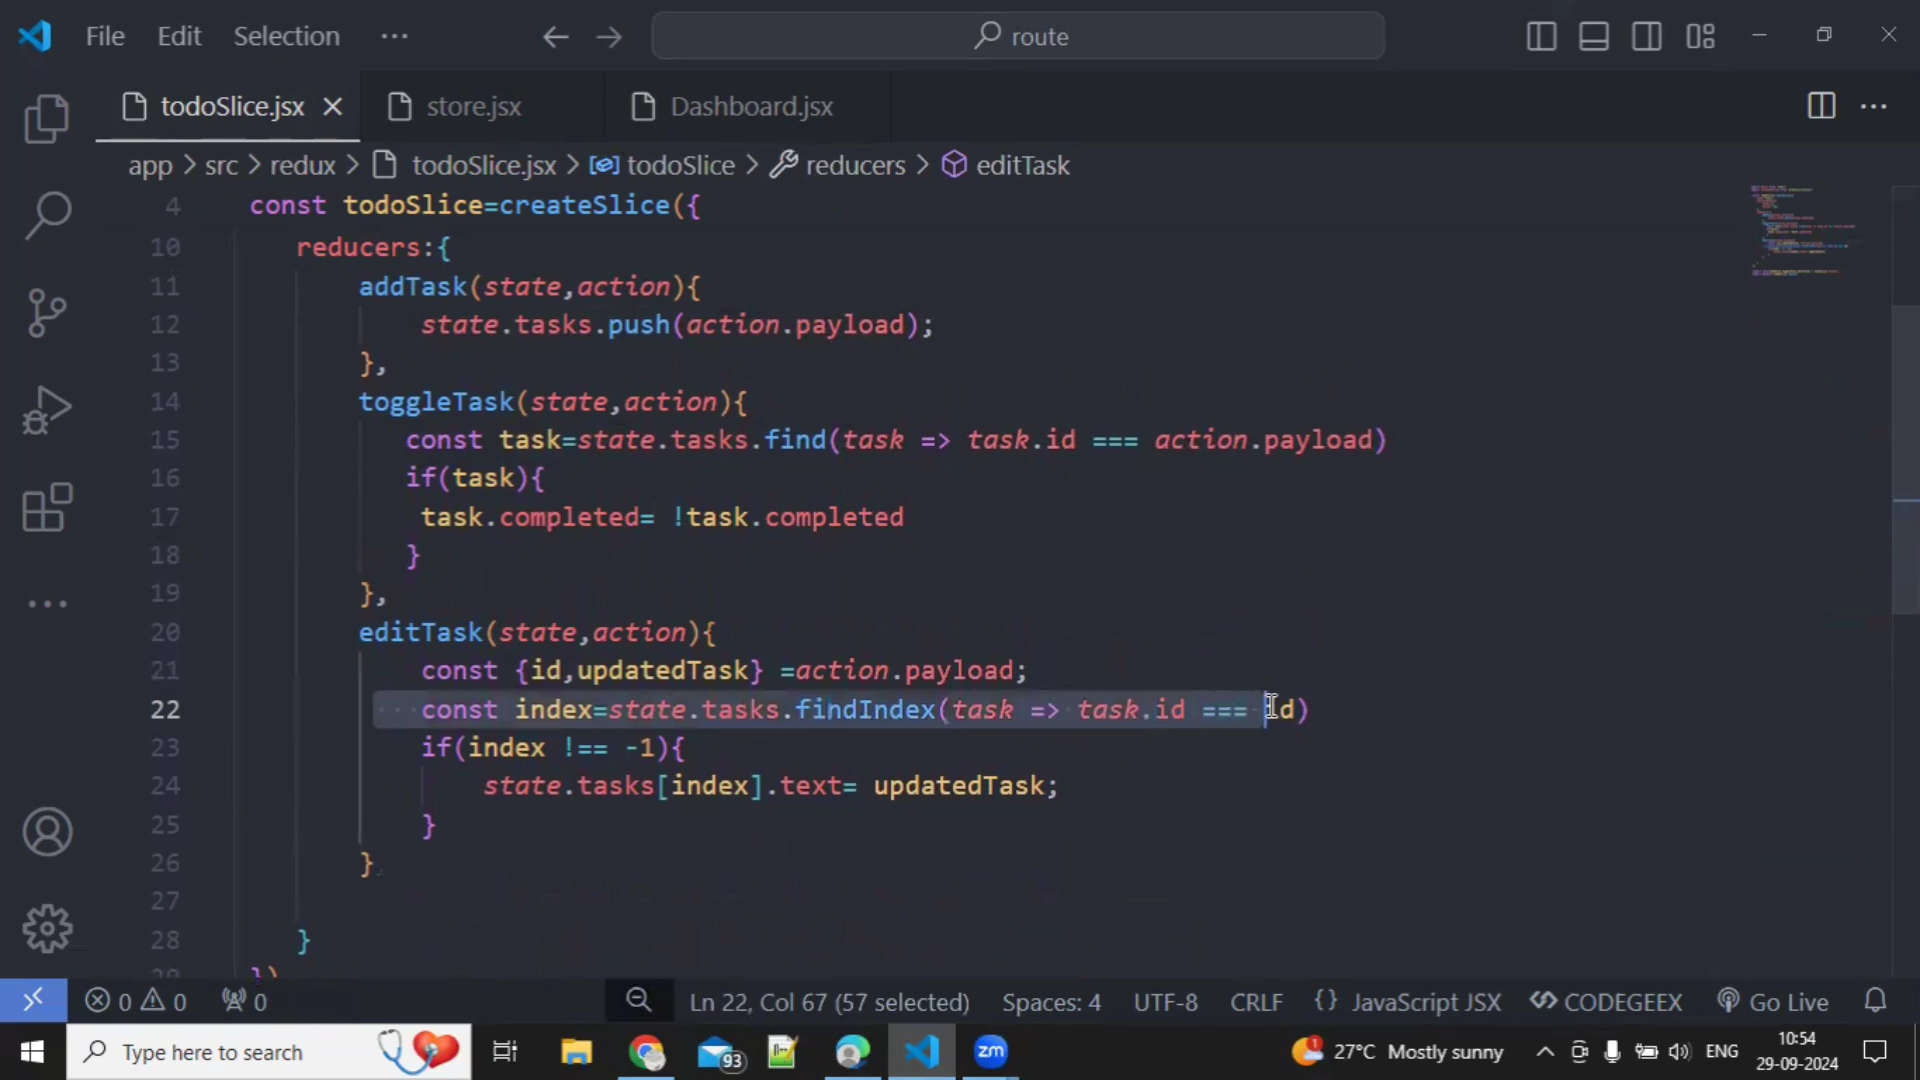 File Edit Selection ··· route
todoSlice.jsx store.jsx Dashboard.jsx
app > src > redux > todoSlice.jsx > todoSlice > reducers > editTask
4 const todoSlice=createSlice({
10 reducers:{
11 addTask(state,action){
12 state.tasks.push(action.payload);
13 },
14 toggleTask(state,action){
15 const task=state.tasks.find(task => task.id === action.payload)
16 if(task){
17 task.completed= !task.completed
18 }
19 },
20 editTask(state,action){
21 const {id,updatedTask} =action.payload;
22 const index=state.tasks.findIndex(task => task.id === id)
23 if(index !== -1){
24 state.tasks[index].text= updatedTask;
25 }
26 },
27
28 }
})
0 0 0 Ln 22, Col 67 (57 selected) Spaces: 4 UTF-8 CRLF {} JavaScript JSX CODEGEEX Go Live
Type here to search 93 zm 1 27°C Mostly sunny ENG 10:54
29-09-2024